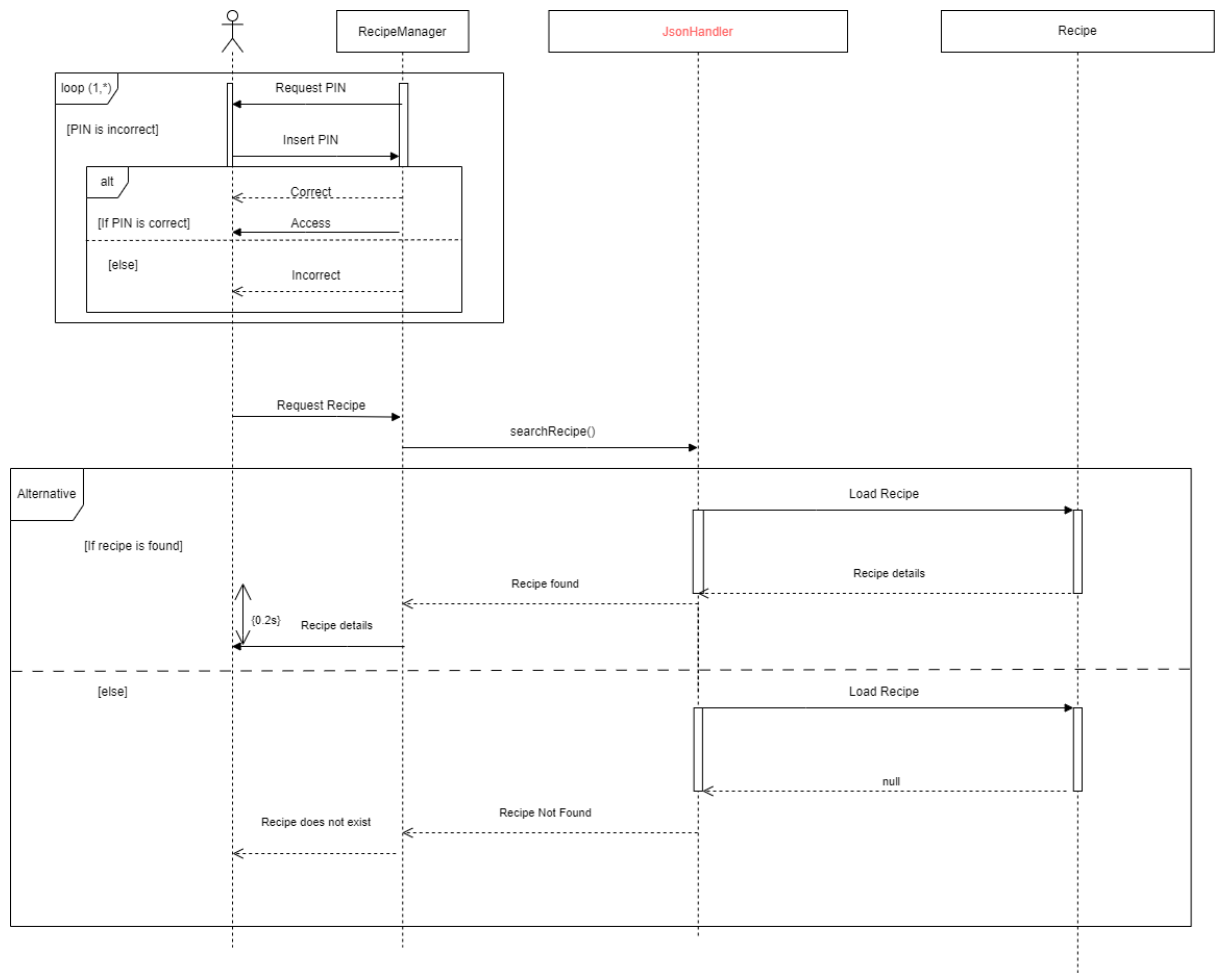 RecipeManager
JsonHandler
Recipe
loop (1,*)
Request PIN
[PIN is incorrect]
Insert PIN
alt
Correct
[If PIN is correct]
Access
[else]
Incorrect
Request Recipe
searchRecipe()
Alternative
Load Recipe
[If recipe is found]
Recipe details
Recipe found
{0.2s}
Recipe details
[else]
Load Recipe
null
Recipe Not Found
Recipe does not exist